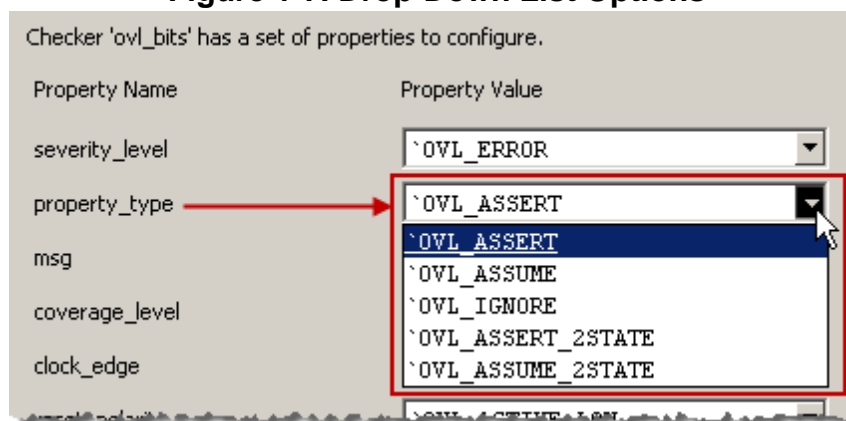 Checker 'ovl_bits' has a set of properties to configure.
Property Name Property Value
severity_level `OVL_ERROR
property_type `OVL_ASSERT
`OVL_ASSERT
msg
`OVL_ASSUME
`OVL_IGNORE
coverage_level
`OVL_ASSERT_2STATE
clock_edge `OVL_ASSUME_2STATE